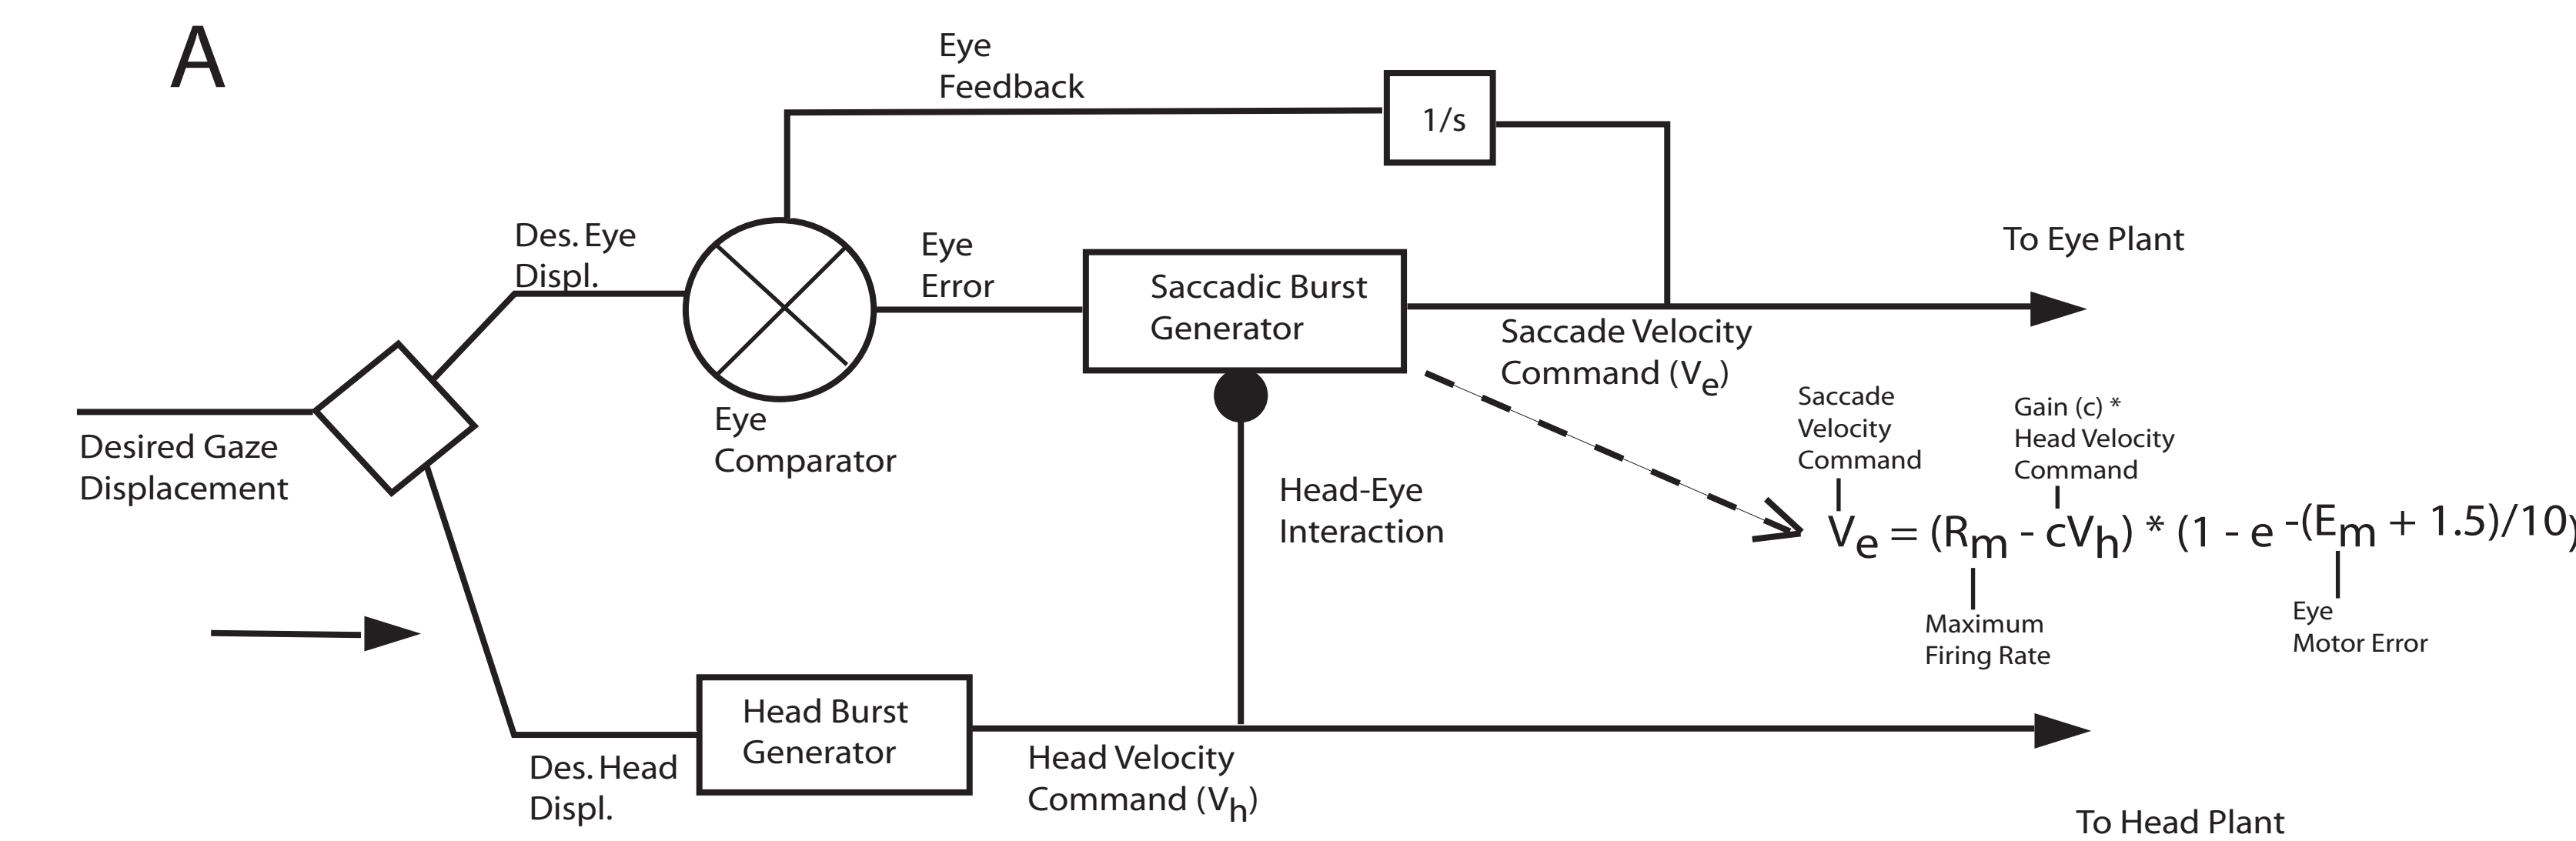 A
Eye
Feedback
1/s
Des. Eye
Displ.
Eye
Error
Saccadic Burst
Generator
To Eye Plant
Saccade Velocity
Command (Ve)
Desired Gaze
Displacement
Eye
Comparator
Head-Eye
Interaction
Saccade
Velocity
Command
Gain (c) *
Head Velocity
Command
Ve = (Rm - cVh) * (1 - e -(Em + 1.5)/10)
Maximum
Firing Rate
Eye
Motor Error
Head Burst
Generator
Des. Head
Displ.
Head Velocity
Command (Vh)
To Head Plant